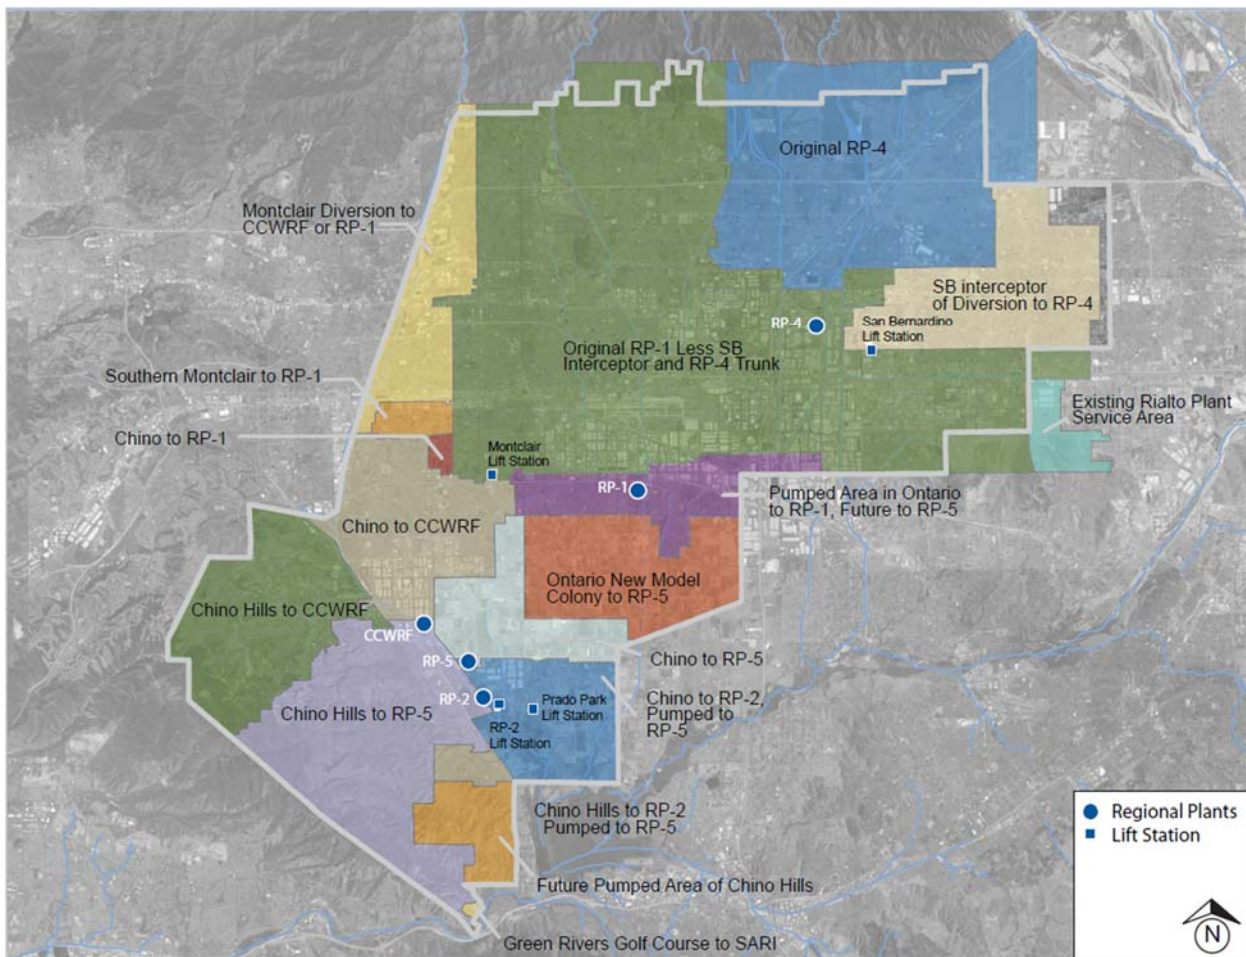 Original RP-4
Montclair Diversion to
CCWRF or RP-1
SB interceptor
of Diversion to RP-4
RP-4
San Bernardino
Lift Station
Original RP-1 Less SB
Interceptor and RP-4 Trunk
Southern Montclair to RP-1
Existing Rialto Plant
Service Area
Chino to RP-1
Montclair
Lift Station
RP-1
Pumped Area in Ontario
to RP-1, Future to RP-5
Chino to CCWRF
Ontario New Model
Colony to RP-5
Chino Hills to CCWRF
CCWRF
RP-5
Chino to RP-5
RP-2
Prado Park
Lift Station
Chino to RP-2,
Pumped to
RP-5
Chino Hills to RP-5
RP-2
Lift Station
Chino Hills to RP-2
Pumped to RP-5
Regional Plants
Lift Station
Future Pumped Area of Chino Hills
Green Rivers Golf Course to SARI
N